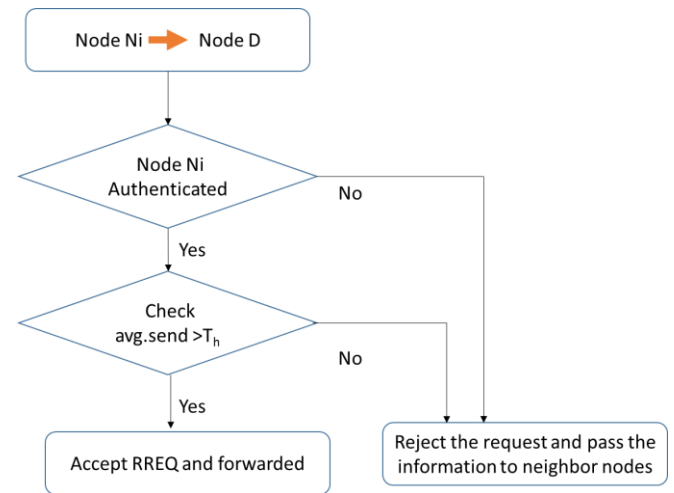 Node Ni Node D
Node Ni
Authenticated
No
Yes
Check
avg.send >Th
No
Yes
Accept RREQ and forwarded
Reject the request and pass the
information to neighbor nodes